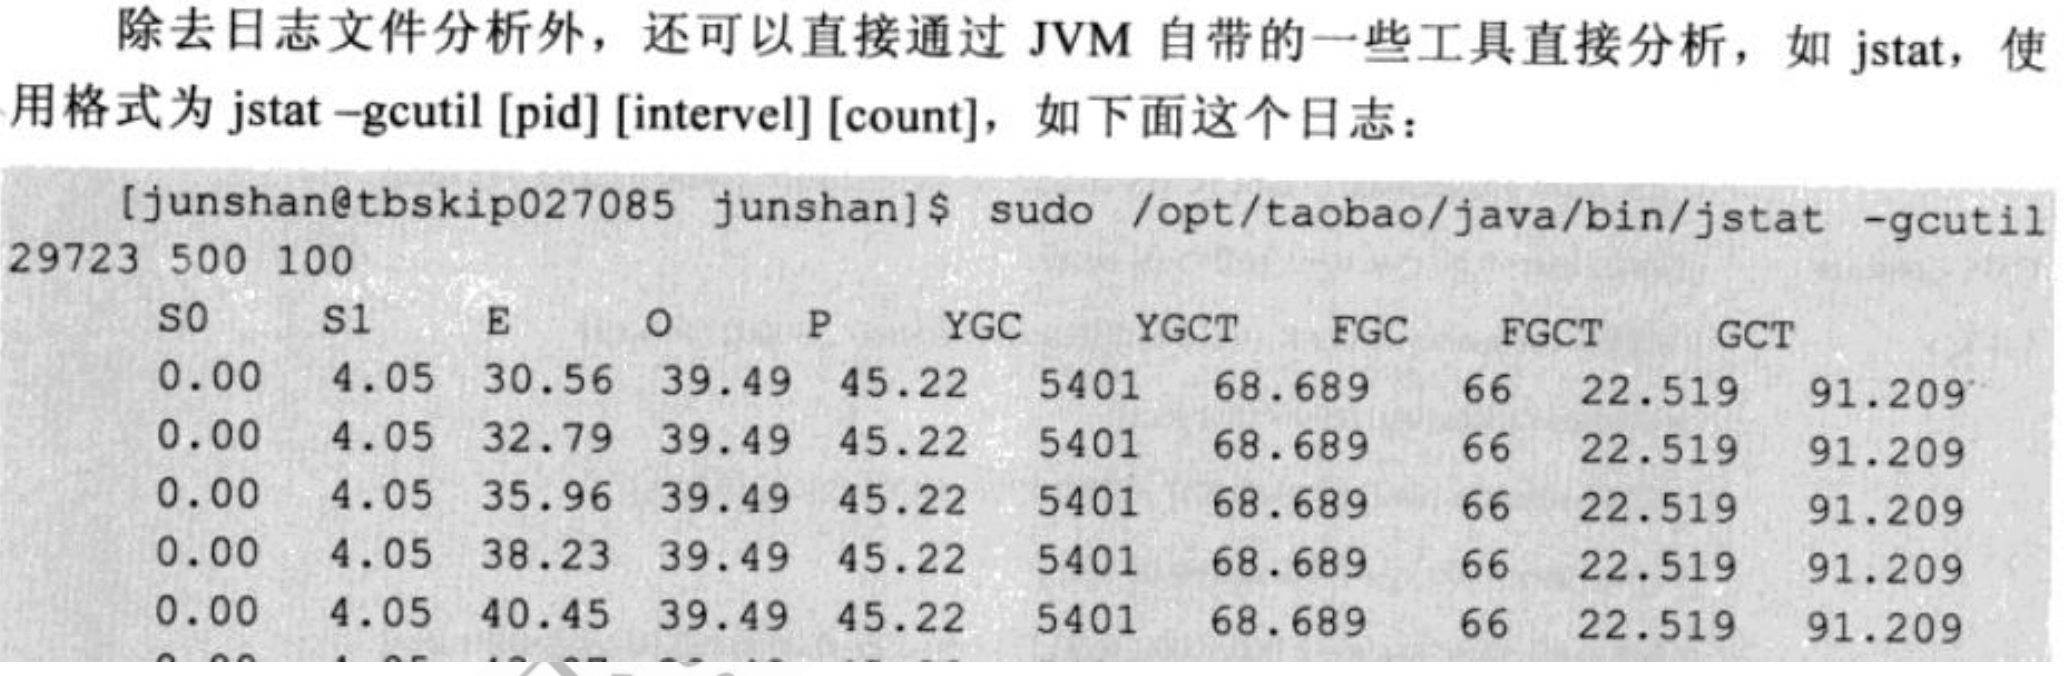 除去日志文件分析外，还可以直接通过 JVM 自带的一些工具直接分析，如 jstat，使
用格式为 jstat –gcutil [pid] [intervel] [count]，如下面这个日志：
[junshan@tbskip027085 junshan]$ sudo /opt/taobao/java/bin/jstat -gcutil
29723 500 100
S0 S1 E O P YGC YGCT FGC FGCT GCT
0.00 4.05 30.56 39.49 45.22 5401 68.689 66 22.519 91.209
0.00 4.05 32.79 39.49 45.22 5401 68.689 66 22.519 91.209
0.00 4.05 35.96 39.49 45.22 5401 68.689 66 22.519 91.209
0.00 4.05 38.23 39.49 45.22 5401 68.689 66 22.519 91.209
0.00 4.05 40.45 39.49 45.22 5401 68.689 66 22.519 91.209